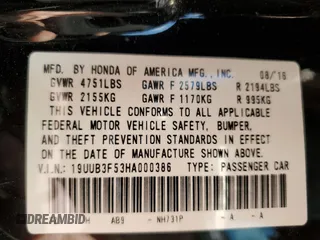 MFD. BY HONDA OF AMERICA MFG., INC. 08/16
GVWR 4751LBS GAWR F 2579LBS R 2194LBS
GVWR 2155KG GAWR F 1170KG R 995KG
THIS VEHICLE CONFORMS TO ALL APPLICABLE
FEDERAL MOTOR VEHICLE SAFETY, BUMPER,
AND THEFT PREVENTION STANDARDS IN
EFFECT ON THE DATE OF MANUFACTURE SHOWN ABOVE.
V.I.N.: 19UUB3F53HA000386 TYPE: PASSENGER CAR
AB9 - NH731P - A - A
DREAMBID